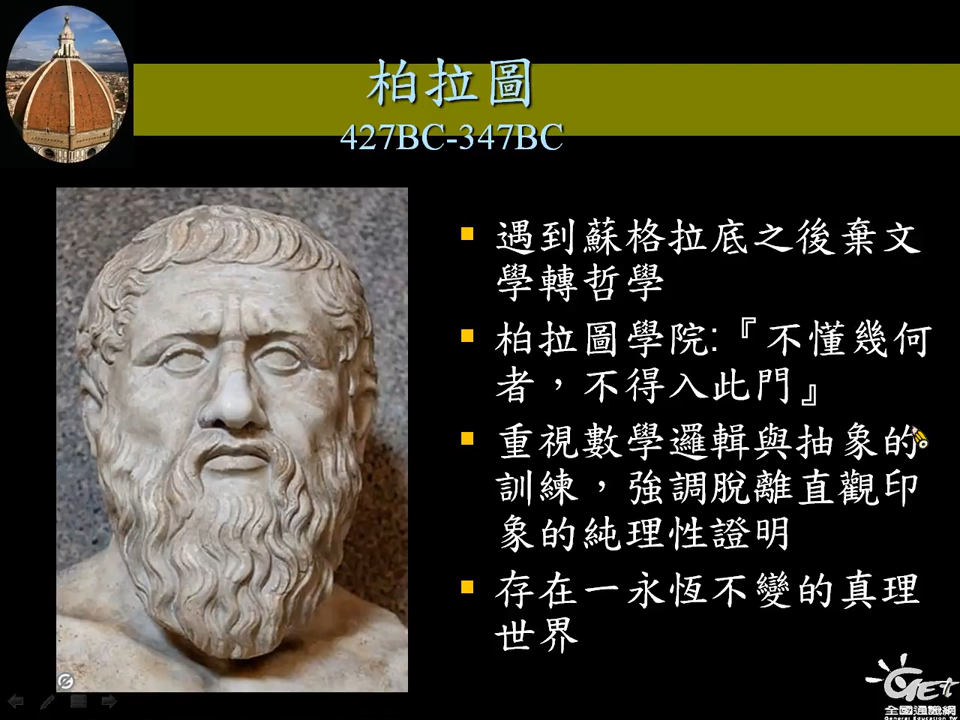 柏拉圖
427BC-347BC
遇到蘇格拉底之後棄文
學轉哲學
柏拉圖學院:『不懂幾何
者，不得入此門』
重視數學邏輯與抽象的
訓練，強調脫離直觀印
象的純理性證明
存在一永恆不變的真理
世界
Get
全國通識網
General Education TW